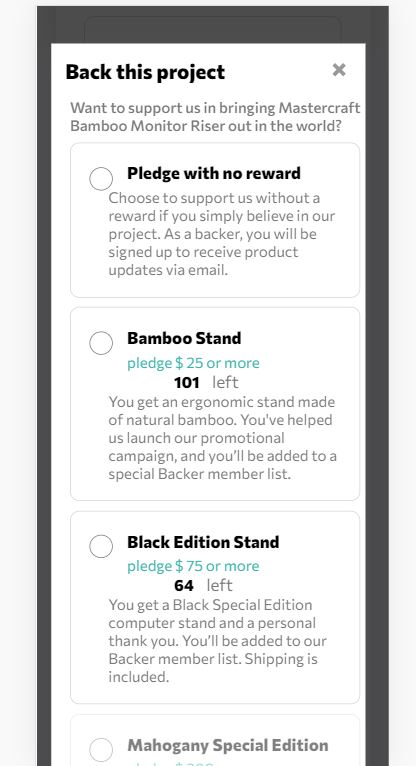 Back this project
Want to support us in bringing Mastercraft
Bamboo Monitor Riser out in the world?
Pledge with no reward
Choose to support us without a
reward if you simply believe in our
project. As a backer, you will be
signed up to receive product
updates via email.
Bamboo Stand
pledge $ 25 or more
101 left
You get an ergonomic stand made
of natural bamboo. You've helped
us launch our promotional
campaign, and you’ll be added to a
special Backer member list.
Black Edition Stand
pledge $ 75 or more
64 left
You get a Black Special Edition
computer stand and a personal
thank you. You’ll be added to our
Backer member list. Shipping is
included.
Mahogany Special Edition